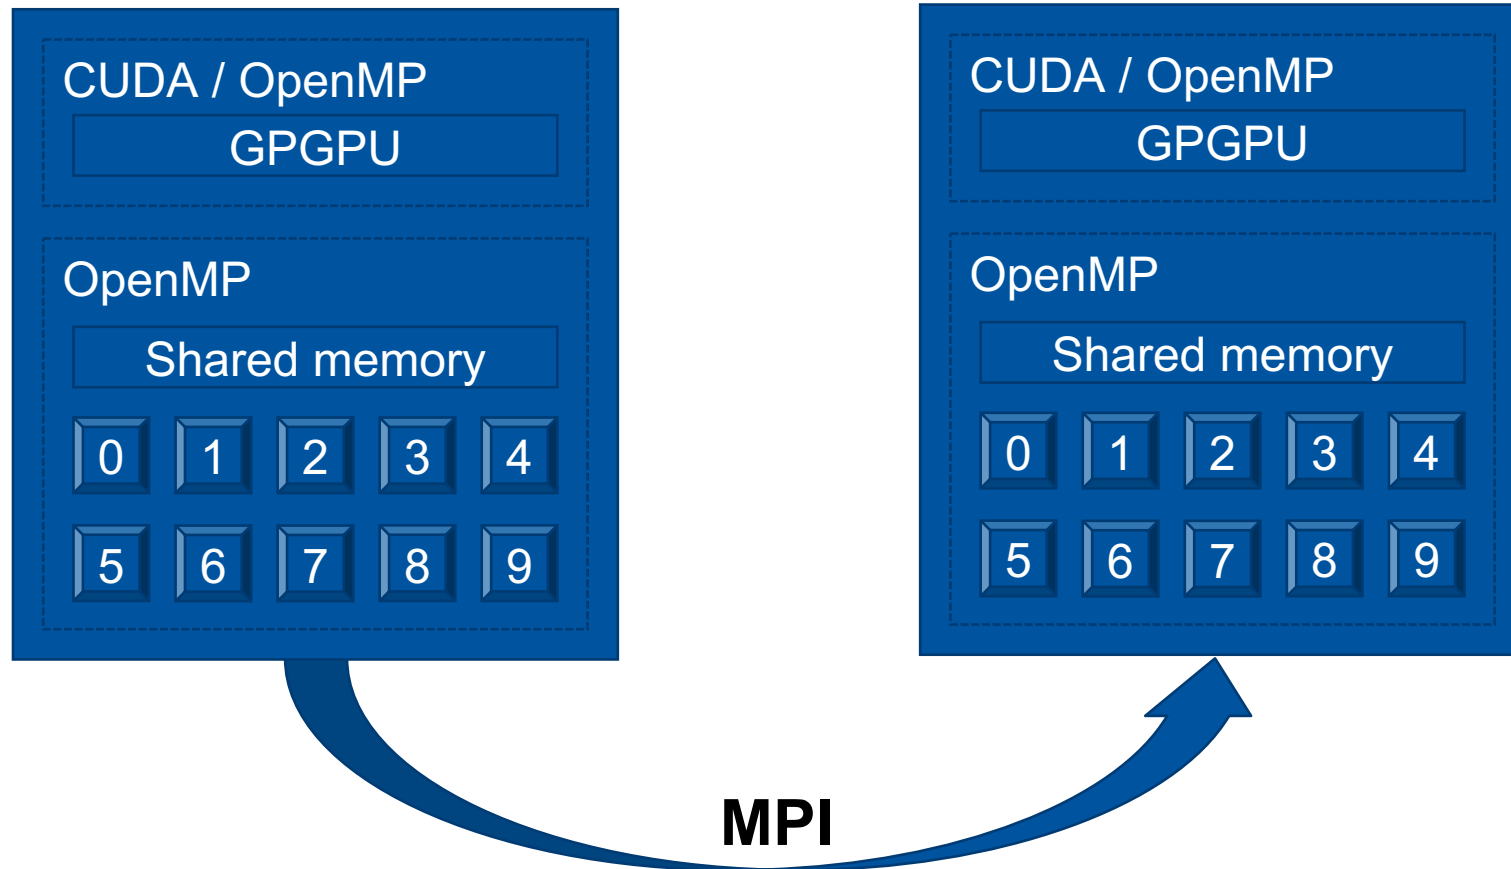 CUDA / OpenMP
GPGPU
OpenMP
Shared memory
0 1 2 3 4
5 6 7 8 9
CUDA / OpenMP
GPGPU
OpenMP
Shared memory
0 1 2 3 4
5 6 7 8 9
MPI